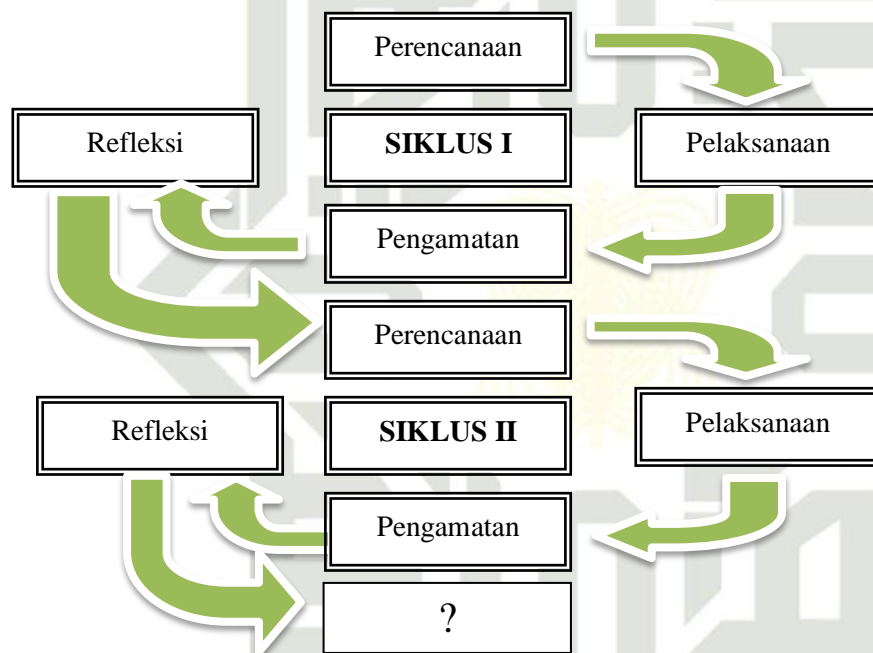 Perencanaan
Refleksi
SIKLUS I
Pelaksanaan
Pengamatan
Perencanaan
Refleksi
SIKLUS II
Pelaksanaan
Pengamatan
?